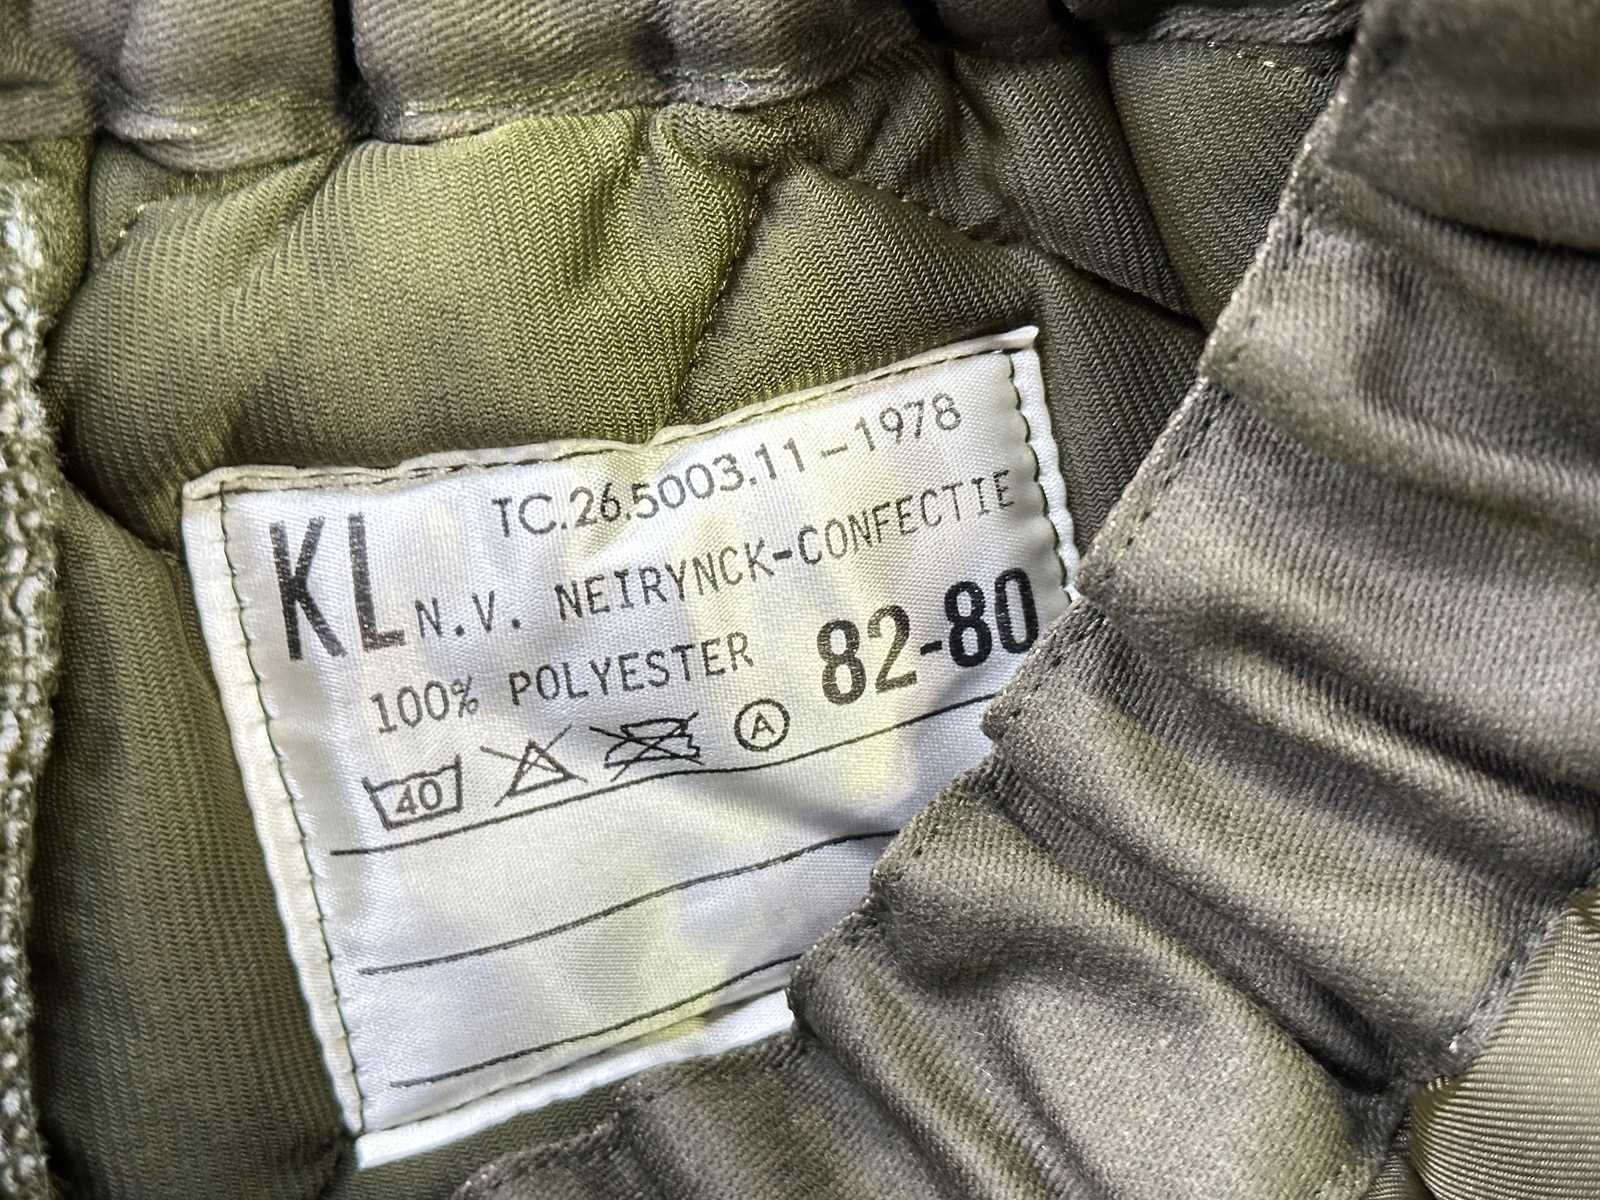 TC.26.5003.11-1978
KL N.V. NEIRYNCK-CONFECTIE
100% POLYESTER 82-80
40 A